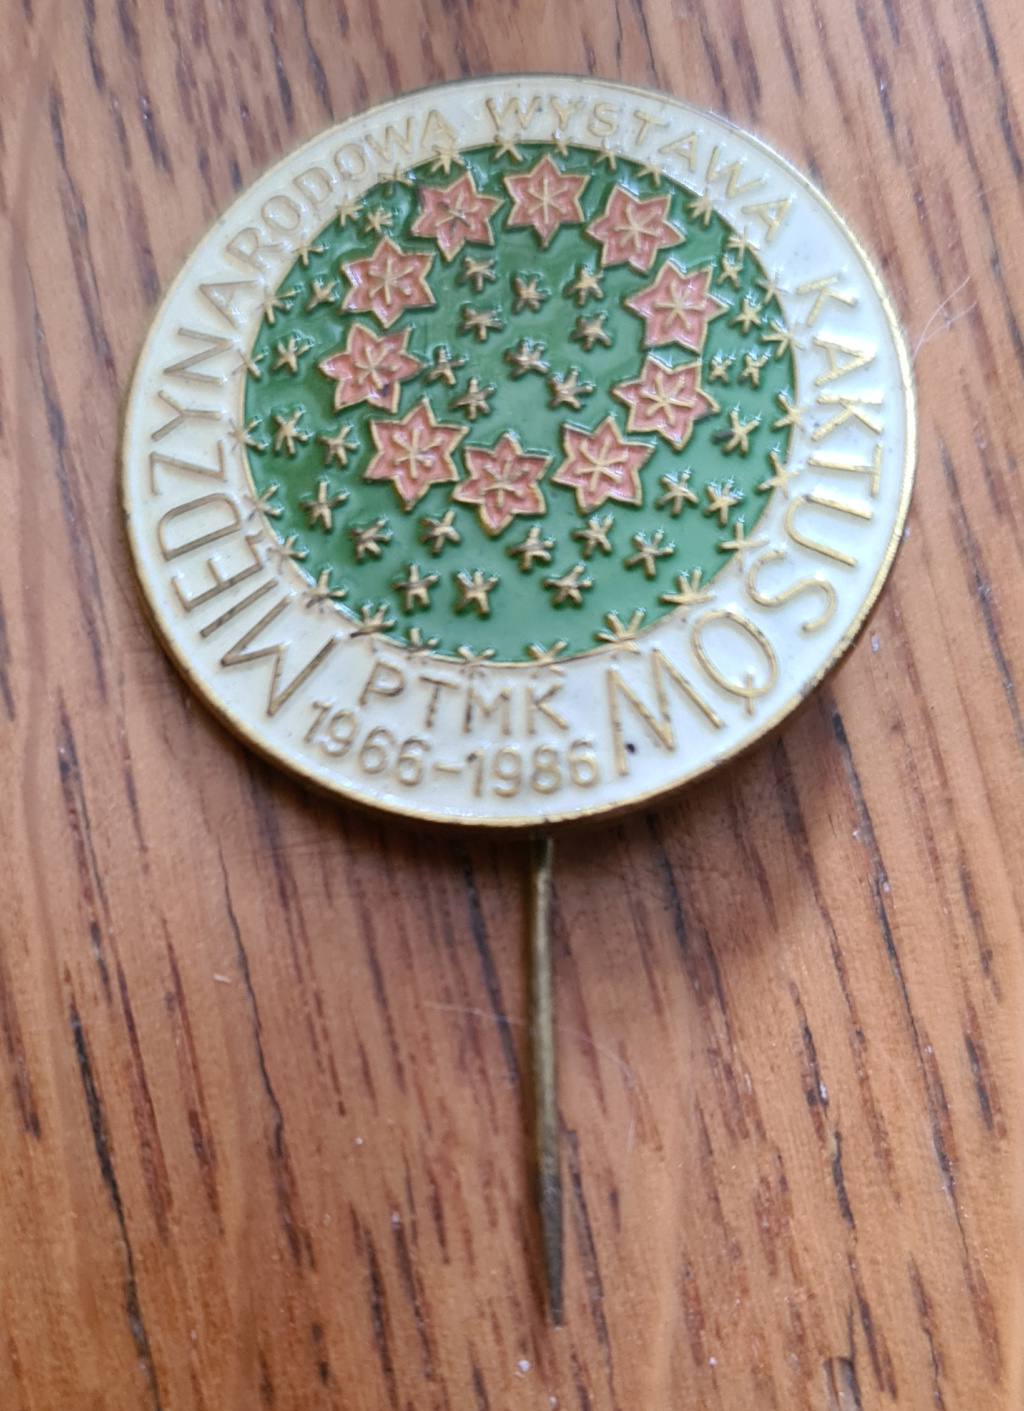 MIĘDZYNARODOWA WYSTAWA KAKTUSÓW
PTMK
1966-1986